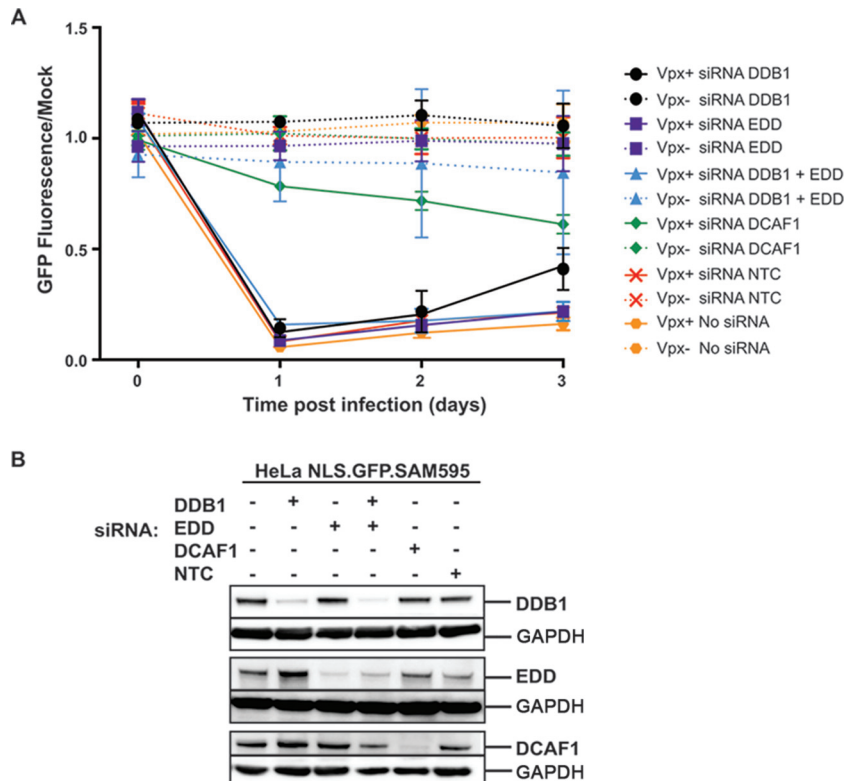 A
1.5
1.0
0.5
0.0
GFP Fluorescence/Mock
0 1 2 3
Time post infection (days)
Vpx+ siRNA DDB1
Vpx- siRNA DDB1
Vpx+ siRNA EDD
Vpx- siRNA EDD
Vpx+ siRNA DDB1 + EDD
Vpx- siRNA DDB1 + EDD
Vpx+ siRNA DCAF1
Vpx- siRNA DCAF1
Vpx+ siRNA NTC
Vpx- siRNA NTC
Vpx+ No siRNA
Vpx- No siRNA
B
HeLa NLS.GFP.SAM595
siRNA:
DDB1 - + - + - -
EDD - - + + - -
DCAF1 - - - - + -
NTC - - - - - +
DDB1
GAPDH
EDD
GAPDH
DCAF1
GAPDH